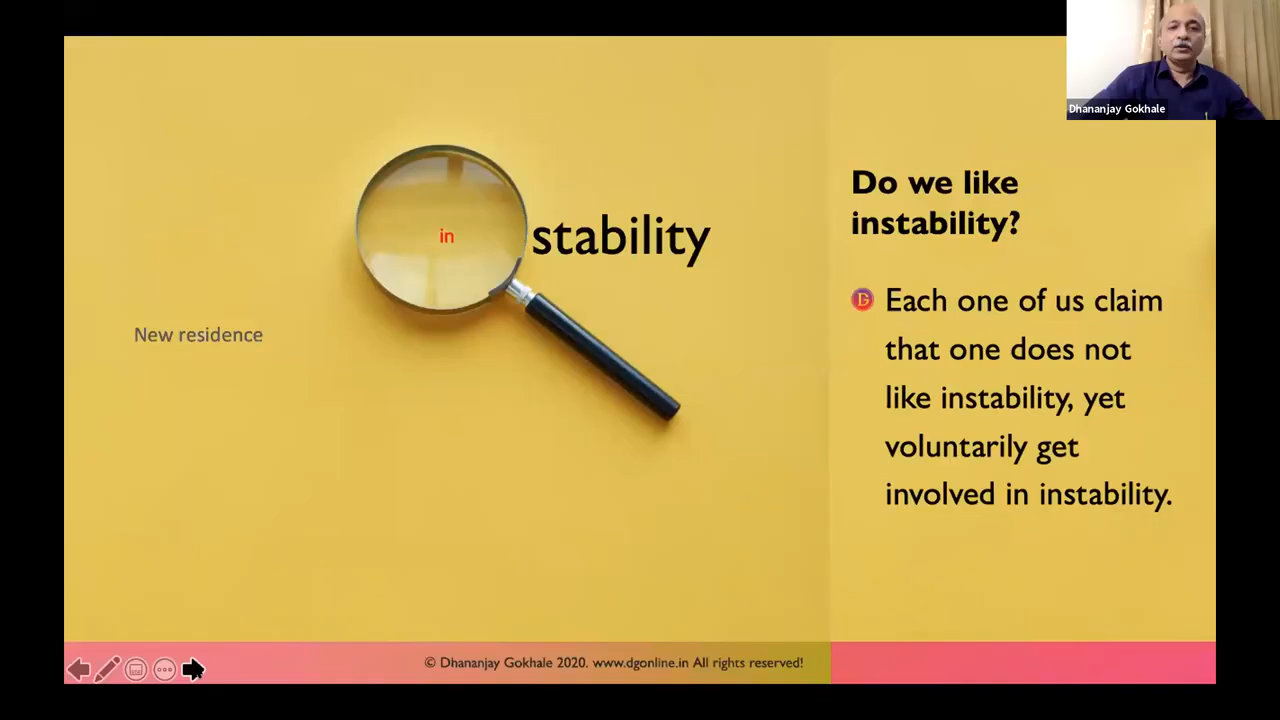 Dhananjay Gokhale
in
stability
New residence
Do we like
instability?
Each one of us claim
that one does not
like instability, yet
voluntarily get
involved in instability.
© Dhananjay Gokhale 2020. www.dgonline.in All rights reserved!